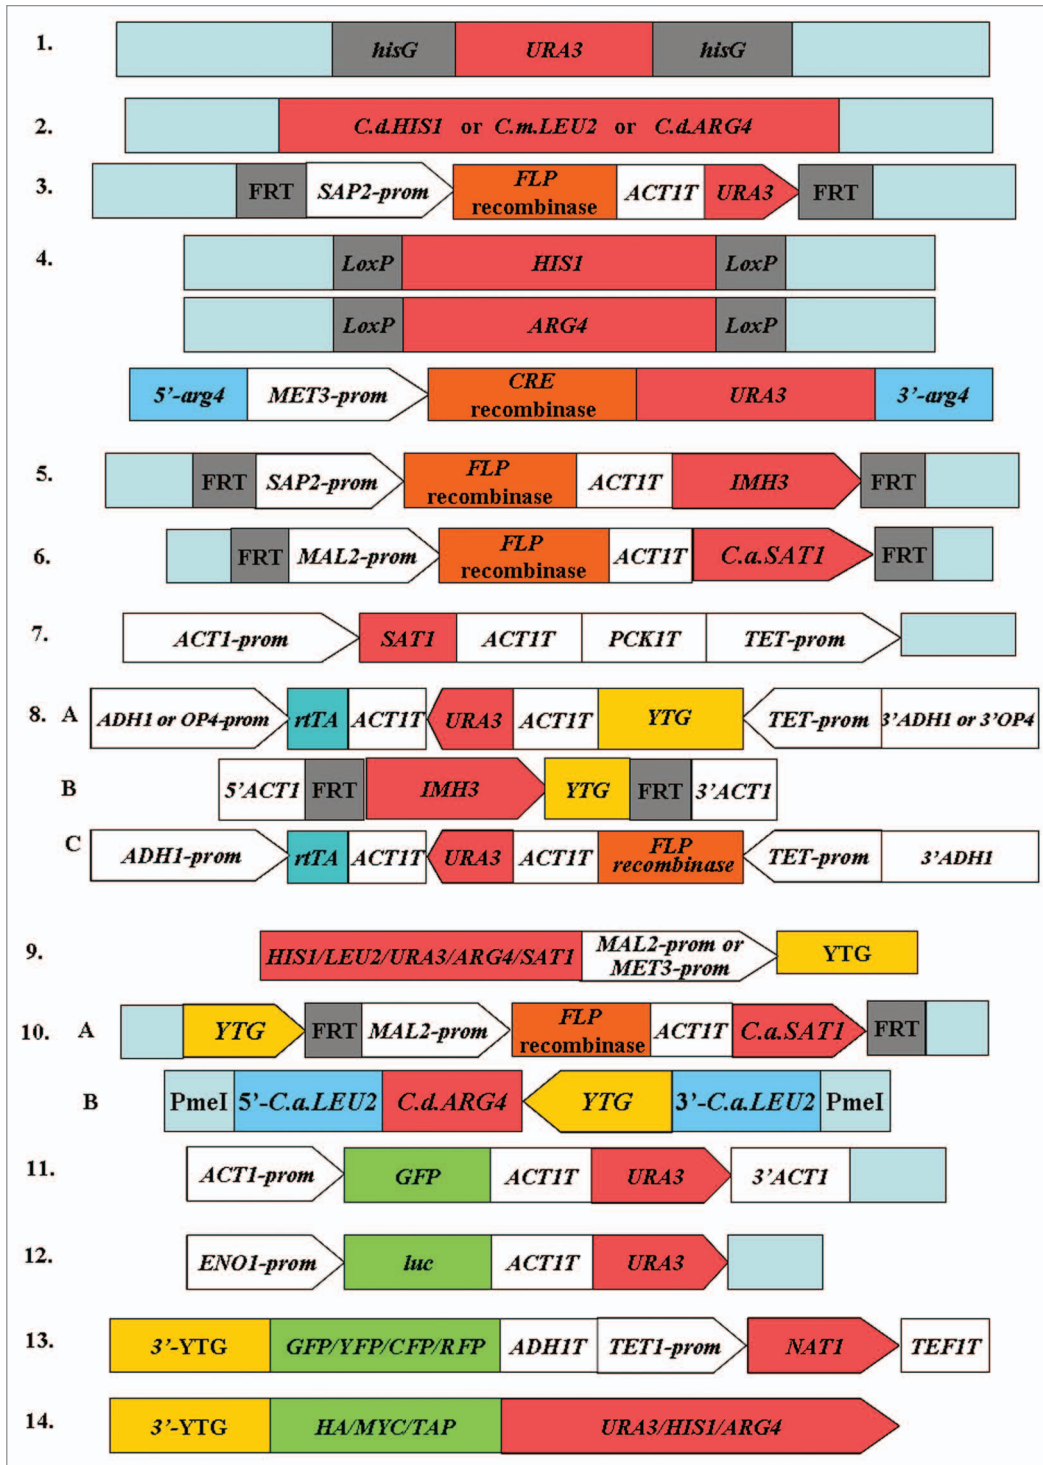 1. hisG URA3 hisG
2. C.d.HIS1 or C.m.LEU2 or C.d.ARG4
3. FRT SAP2-prom FLP recombinase ACT1T URA3 FRT
4. LoxP HIS1 LoxP
LoxP ARG4 LoxP
5’-arg4 MET3-prom CRE recombinase URA3 3’-arg4
5. FRT SAP2-prom FLP recombinase ACT1T IMH3 FRT
6. FRT MAL2-prom FLP recombinase ACT1T C.a.SAT1 FRT
7. ACT1-prom SAT1 ACT1T PCK1T TET-prom
8. A ADH1 or OP4-prom rtTA ACT1T URA3 ACT1T YTG TET-prom 3’ADH1 or 3’OP4
B 5’ACT1 FRT IMH3 YTG FRT 3’ACT1
C ADH1-prom rtTA ACT1T URA3 ACT1T FLP recombinase TET-prom 3’ADH1
9. HIS1/LEU2/URA3/ARG4/SAT1 MAL2-prom or MET3-prom YTG
10. A YTG FRT MAL2-prom FLP recombinase ACT1T C.a.SAT1 FRT
B PmeI 5’-C.a.LEU2 C.d.ARG4 YTG 3’-C.a.LEU2 PmeI
11. ACT1-prom GFP ACT1T URA3 3’ACT1
12. ENO1-prom luc ACT1T URA3
13. 3’-YTG GFP/YFP/CFP/RFP ADH1T TET1-prom NAT1 TEF1T
14. 3’-YTG HA/MYC/TAP URA3/HIS1/ARG4